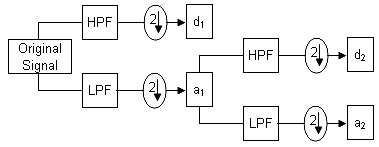 HPF
2
d1
Original
Signal
LPF
2
a1
HPF
2
d2
LPF
2
a2